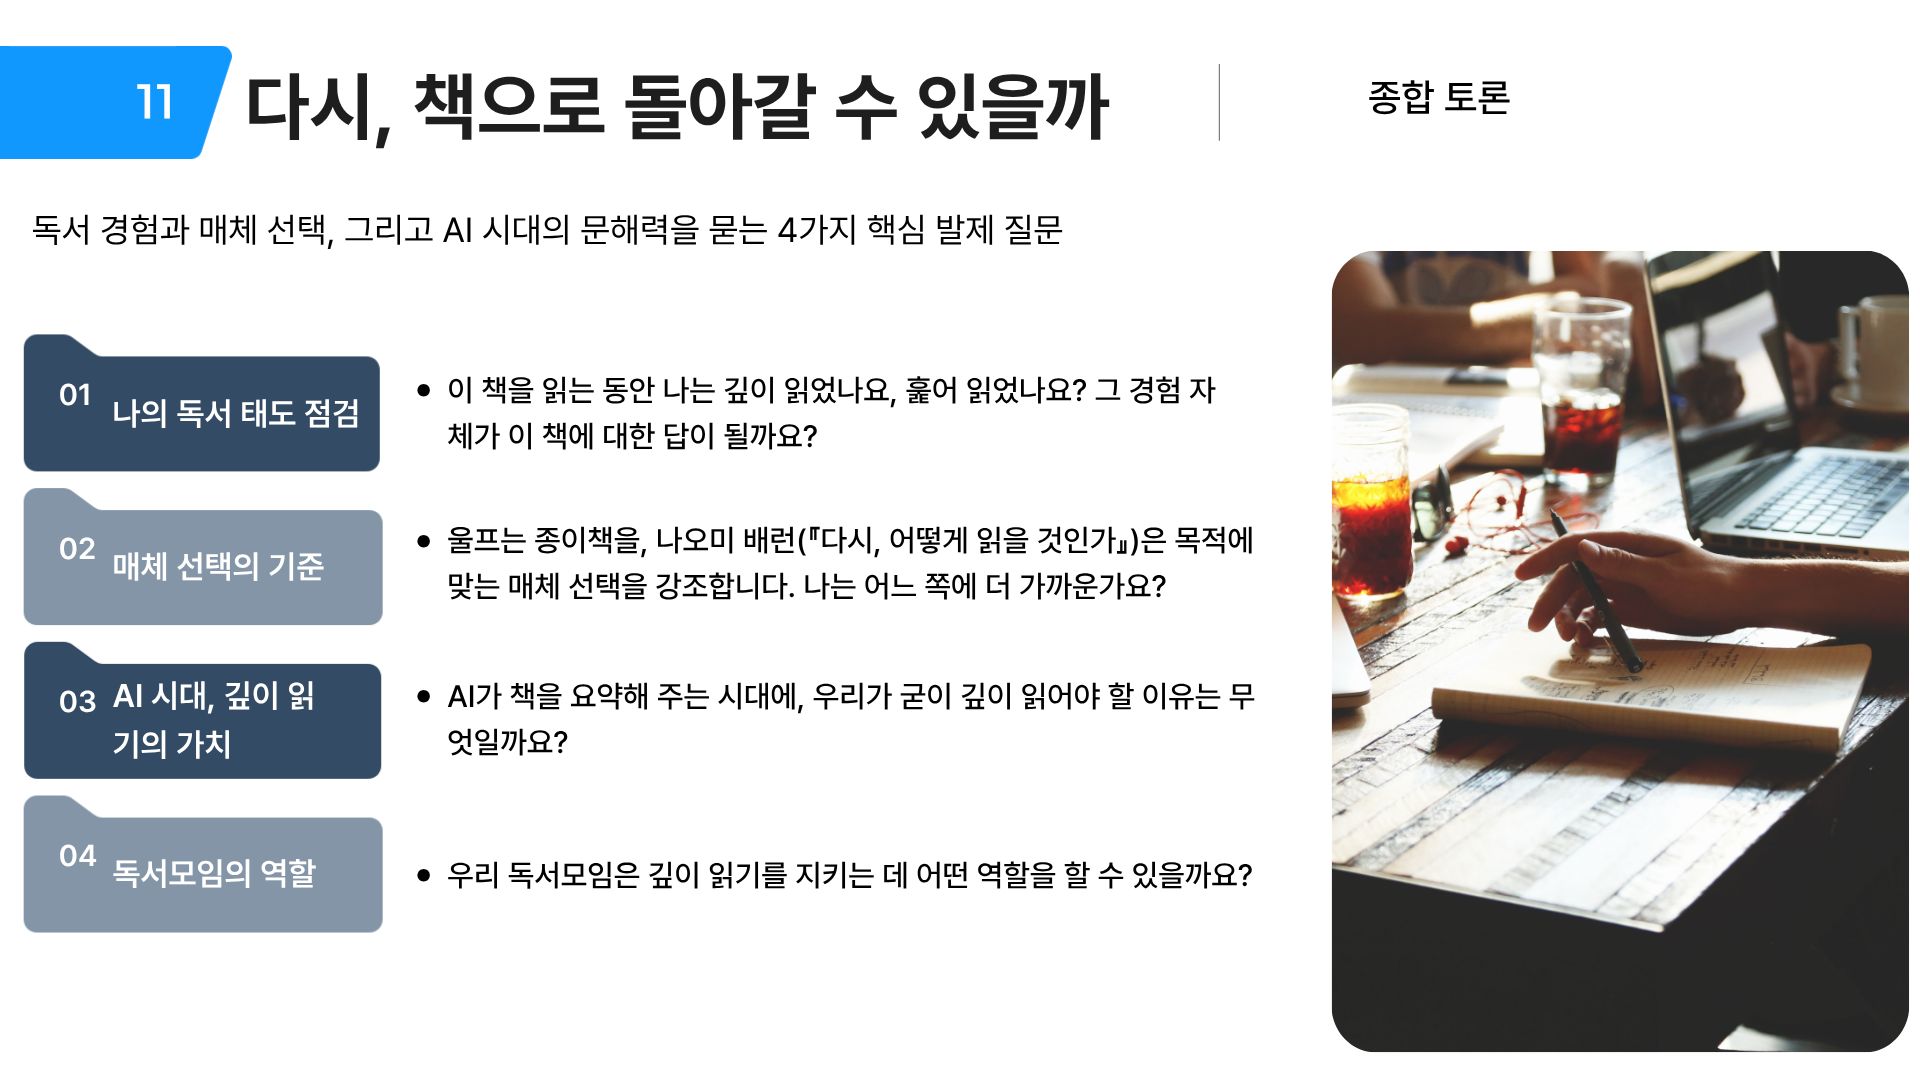 11
다시, 책으로 돌아갈 수 있을까
종합 토론
독서 경험과 매체 선택, 그리고 AI 시대의 문해력을 묻는 4가지 핵심 발제 질문
01
나의 독서 태도 점검
이 책을 읽는 동안 나는 깊이 읽었나요, 훑어 읽었나요? 그 경험 자
체가 이 책에 대한 답이 될까요?
02
매체 선택의 기준
울프는 종이책을, 나오미 배런(『다시, 어떻게 읽을 것인가』)은 목적에
맞는 매체 선택을 강조합니다. 나는 어느 쪽에 더 가까운가요?
03
AI 시대, 깊이 읽
기의 가치
AI가 책을 요약해 주는 시대에, 우리가 굳이 깊이 읽어야 할 이유는 무
엇일까요?
04
독서모임의 역할
우리 독서모임은 깊이 읽기를 지키는 데 어떤 역할을 할 수 있을까요?